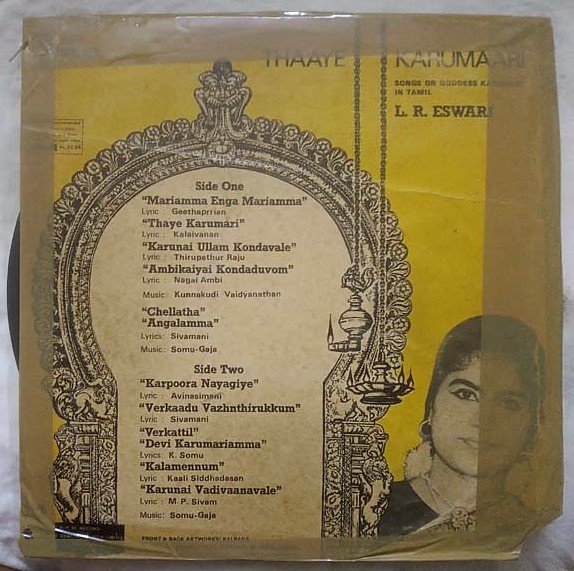 THAAYE KARUMAARI
SONGS ON GODDESS
IN TAMIL
L. R. ESWARI
Side One
"Mariamma Enga Mariamma"
Lyric : Geethaprrian
"Thaye Karumari"
Lyric : Kalaivanan
"Karunai Ullam Kondavale"
Lyric : Thirupathur Raju
"Ambikaiyai Kondaduvom"
Lyric : Nagai Ambi
Music: Kunnakudi Vaidyanathan
"Chellatha"
"Angalamma"
Lyrics: Sivamani
Music: Somu-Gaja
Side Two
"Karpoora Nayagiye"
Lyric : Avinasimani
"Verkaadu Vazhnthirukkum"
Lyric : Sivamani
"Verkattil"
"Devi Karumariamma"
Lyrics: K. Somu
"Kalamennum"
Lyric : Kaali Siddhadasan
"Karunai Vadivaanavale"
Lyric : M. P. Sivam
Music: Somu-Gaja
FRONT & BACK ARTWORKS: